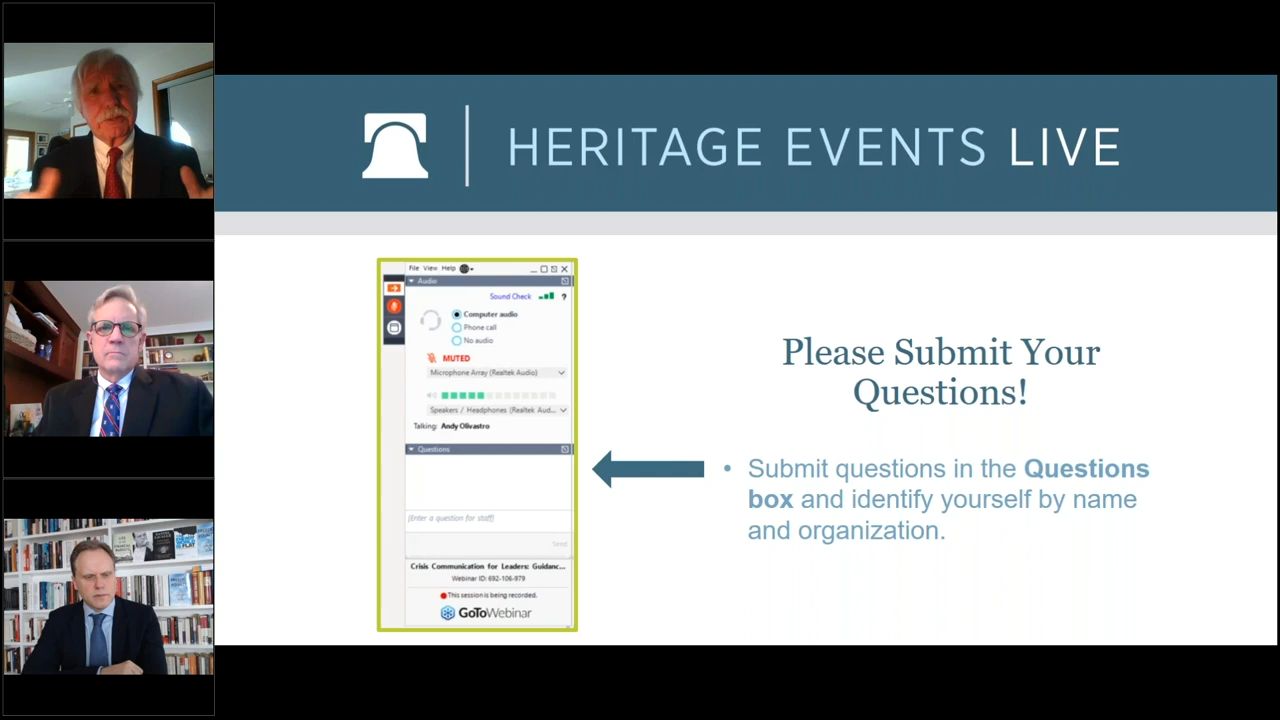 HERITAGE EVENTS LIVE
File View Help
Audio
Sound Check ?
Computer audio
Phone call
No audio
MUTED
Microphone Array (Realtek Audio)
Speakers / Headphones (Realtek Aud...
Talking: Andy Olivastro
Questions
[Enter a question for staff]
Send
Crisis Communication for Leaders: Guidanc...
Webinar ID: 692-106-979
This session is being recorded.
GoToWebinar
Please Submit Your
Questions!
• Submit questions in the Questions
box and identify yourself by name
and organization.